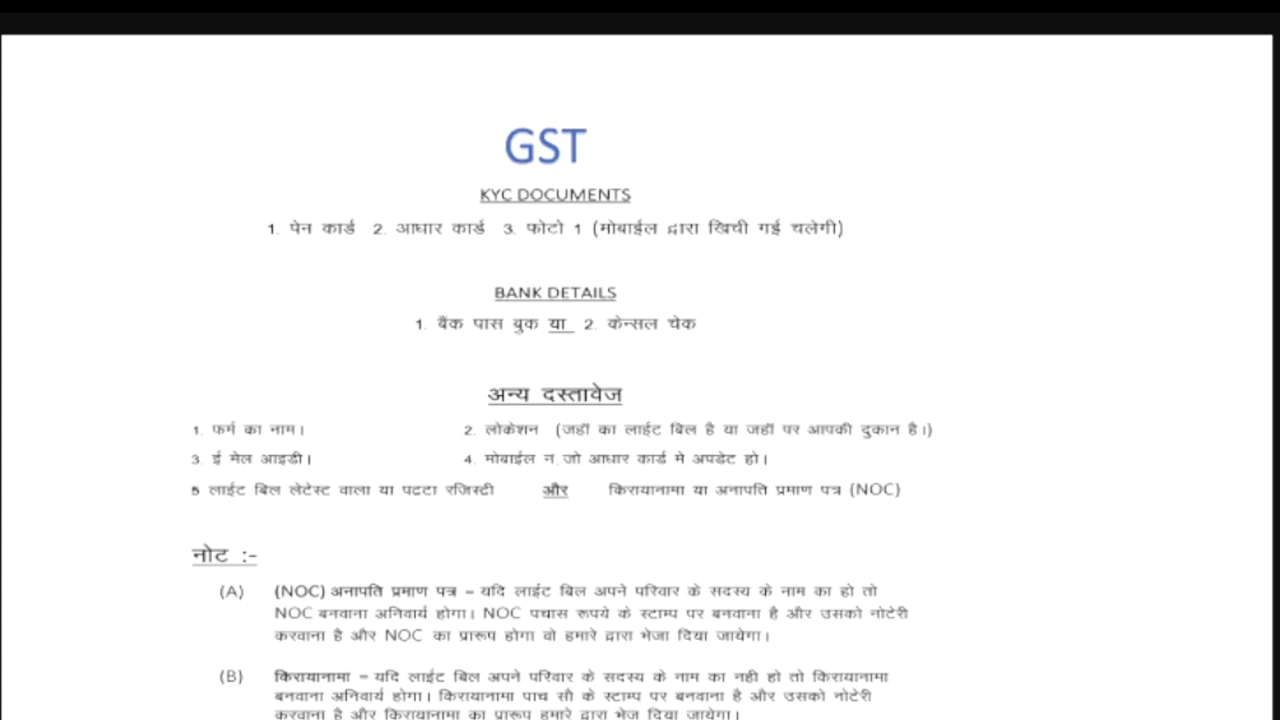 GST
KYC DOCUMENTS
1. पेन कार्ड 2. आधार कार्ड 3. फोटो 1 (मोबाईल द्वारा खिची गई चलेगी)
BANK DETAILS
1. बैंक पास बुक या 2. केन्सल चेक
अन्य दस्तावेज
1. फर्म का नाम। 2. लोकेशन (जहाँ का लाईट बिल है या जहाँ पर आपकी दुकान है।)
3. ई मेल आइडी। 4. मोबाईल न. जो आधार कार्ड मे अपडेट हो।
5 लाईट बिल लेटेस्ट वाला या पटटा रजिस्टी और किरायानामा या अनापति प्रमाण पत्र (NOC)
नोट :-
(A) (NOC) अनापति प्रमाण पत्र – यदि लाईट बिल अपने परिवार के सदस्य के नाम का हो तो
NOC बनवाना अनिवार्य होगा। NOC पचास रूपये के स्टाम्प पर बनवाना है और उसको नोटेरी
करवाना है और NOC का प्रारूप होगा वो हमारे द्वारा भेजा दिया जायेगा।
(B) किरायानामा – यदि लाईट बिल अपने परिवार के सदस्य के नाम का नही हो तो किरायानामा
बनवाना अनिवार्य होगा। किरायानामा पाच सौ के स्टाम्प पर बनवाना है और उसको नोटेरी
करवाना है और किरायानामा का प्रारूप हमारे द्वारा भेज दिया जायेगा।